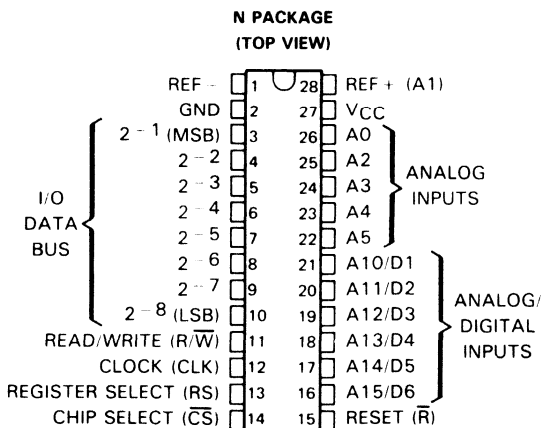 N PACKAGE
(TOP VIEW)
REF − 1 28 REF + (A1)
GND 2 27 VCC
2−1 (MSB) 3 26 A0
2−2 4 25 A2
2−3 5 24 A3
2−4 6 23 A4
2−5 7 22 A5
2−6 8 21 A10/D1
2−7 9 20 A11/D2
2−8 (LSB) 10 19 A12/D3
READ/WRITE (R/W̅) 11 18 A13/D4
CLOCK (CLK) 12 17 A14/D5
REGISTER SELECT (RS) 13 16 A15/D6
CHIP SELECT (C̅S̅) 14 15 RESET (R̅)
I/O
DATA
BUS
ANALOG
INPUTS
ANALOG/
DIGITAL
INPUTS